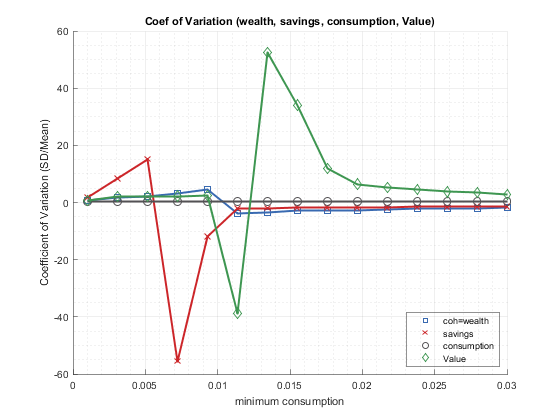 Coef of Variation (wealth, savings, consumption, Value)
60
40
20
0
-20
-40
-60
Coefficient of Variation (SD/Mean)
0
0.005
0.01
0.015
0.02
0.025
0.03
minimum consumption
coh=wealth
savings
consumption
Value